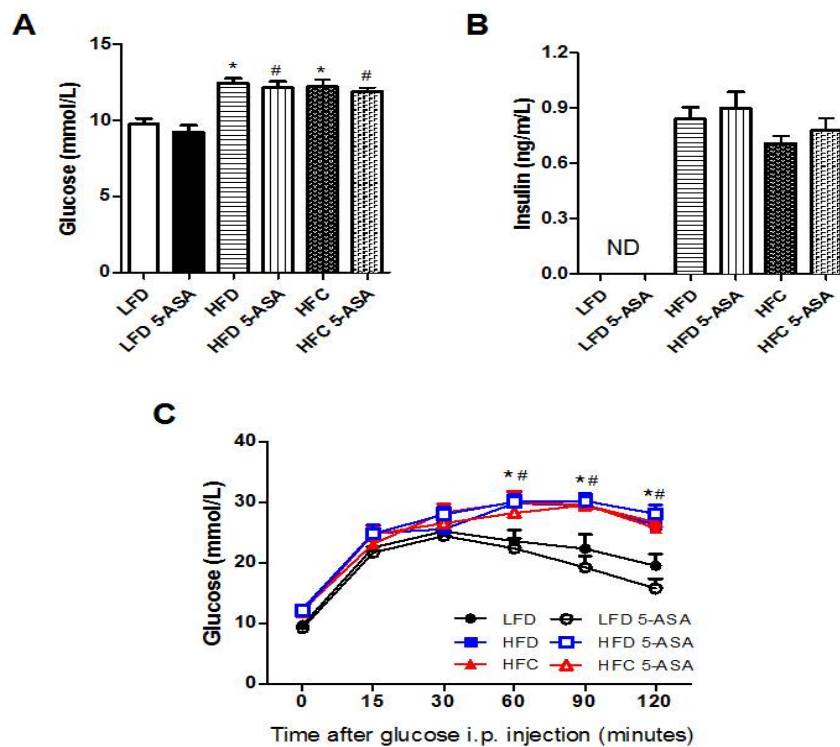 A
Glucose (mmol/L)
15
10
5
0
* # * #
LFD
LFD 5-ASA
HFD
HFD 5-ASA
HFC
HFC 5-ASA
B
Insulin (ng/m/L)
1.2
0.9
0.6
0.3
0.0
ND
LFD
LFD 5-ASA
HFD
HFD 5-ASA
HFC
HFC 5-ASA
C
Glucose (mmol/L)
40
30
20
10
0
*# *# *#
LFD LFD 5-ASA
HFD HFD 5-ASA
HFC HFC 5-ASA
0 15 30 60 90 120
Time after glucose i.p. injection (minutes)